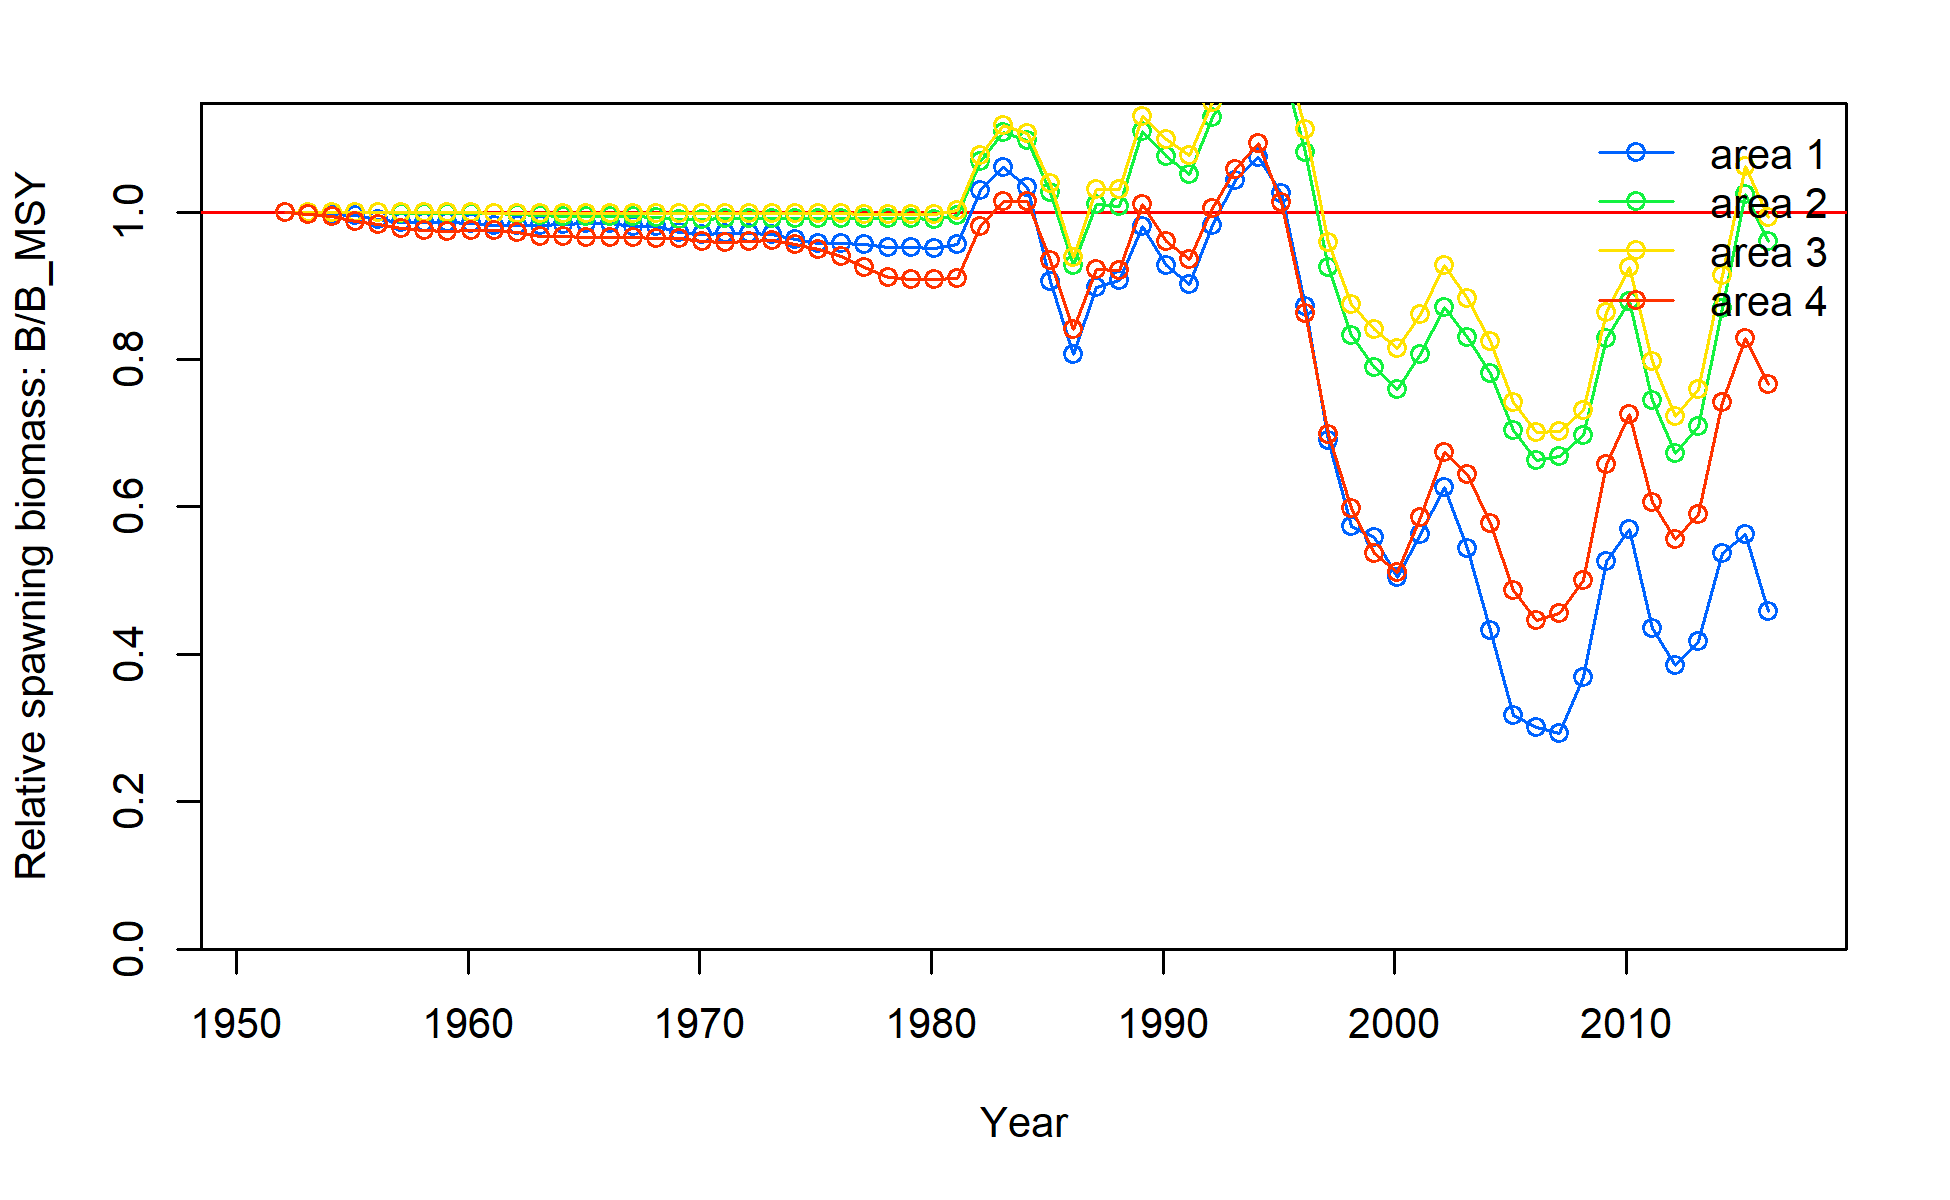 Relative spawning biomass: B/B_MSY
1.0
0.8
0.6
0.4
0.2
0.0
area 1
area 2
area 3
area 4
1950 1960 1970 1980 1990 2000 2010
Year